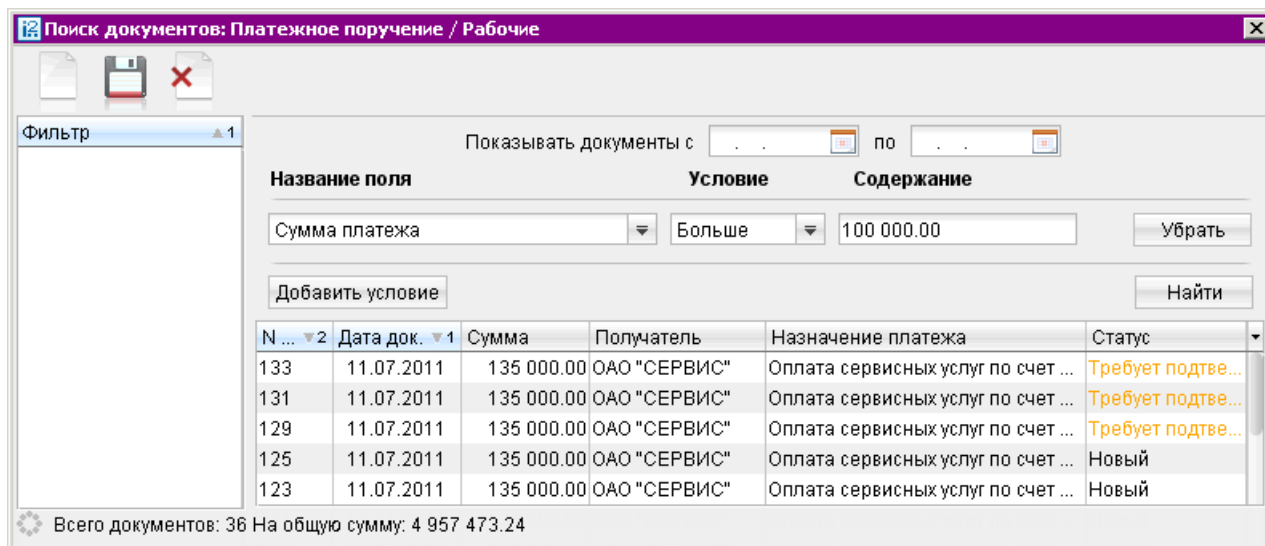 Поиск документов: Платежное поручение / Рабочие
Фильтр 1
Показывать документы с . . по . .
Название поля Условие Содержание
Сумма платежа Больше 100 000.00 Убрать
Добавить условие Найти
N ... 2 Дата док. 1 Сумма Получатель Назначение платежа Статус
133 11.07.2011 135 000.00 ОАО "СЕРВИС" Оплата сервисных услуг по счет ... Требует подтве...
131 11.07.2011 135 000.00 ОАО "СЕРВИС" Оплата сервисных услуг по счет ... Требует подтве...
129 11.07.2011 135 000.00 ОАО "СЕРВИС" Оплата сервисных услуг по счет ... Требует подтве...
125 11.07.2011 135 000.00 ОАО "СЕРВИС" Оплата сервисных услуг по счет ... Новый
123 11.07.2011 135 000.00 ОАО "СЕРВИС" Оплата сервисных услуг по счет ... Новый
Всего документов: 36 На общую сумму: 4 957 473.24